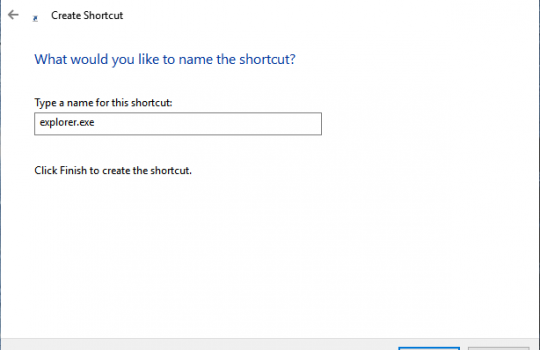 Create Shortcut
What would you like to name the shortcut?
Type a name for this shortcut:
explorer.exe
Click Finish to create the shortcut.